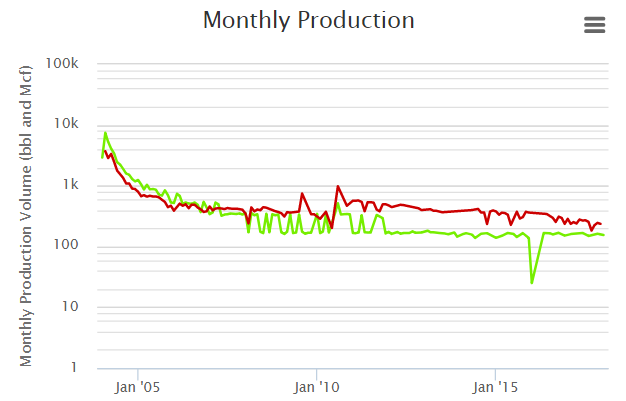 Monthly Production
Monthly Production Volume (bbl and Mcf)
100k
10k
1k
100
10
1
Jan '05
Jan '10
Jan '15